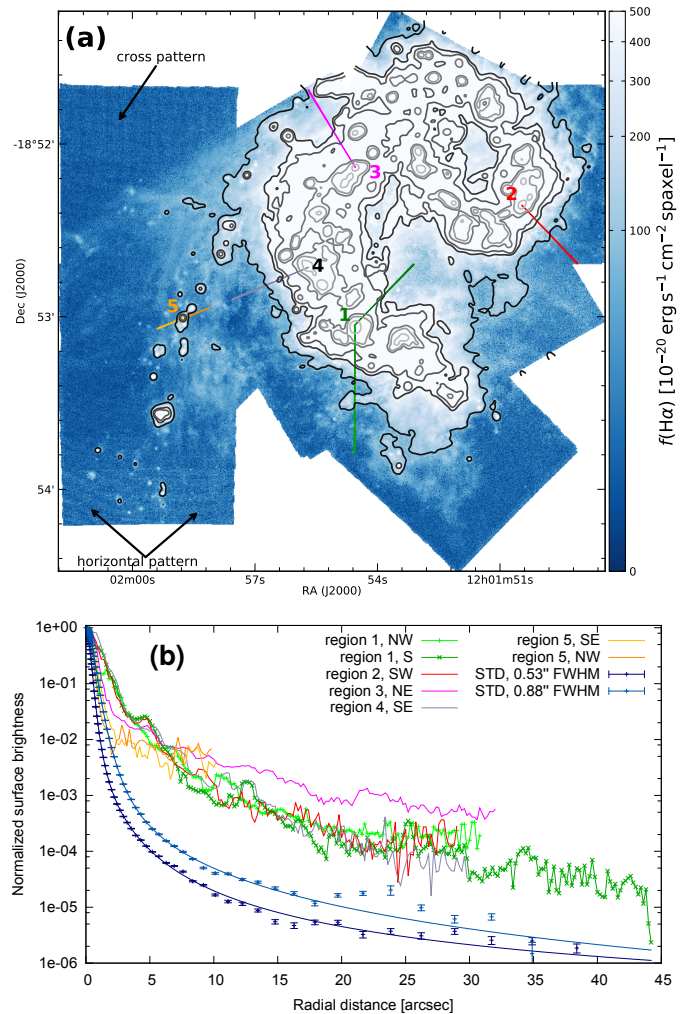 (a)
cross pattern
500
400
300
200
100
0
f(Hα) [10⁻²⁰ erg s⁻¹ cm⁻² spaxel⁻¹]
-18°52'
53'
54'
Dec (J2000)
3
2
4
5
1
horizontal pattern
02ᵐ00s
57s
54s
12ʰ01ᵐ51s
RA (J2000)
(b)
1e+00
1e-01
1e-02
1e-03
1e-04
1e-05
1e-06
Normalized surface brightness
region 1, NW
region 1, S
region 2, SW
region 3, NE
region 4, SE
region 5, SE
region 5, NW
STD, 0.53" FWHM
STD, 0.88" FWHM
0 5 10 15 20 25 30 35 40 45
Radial distance [arcsec]